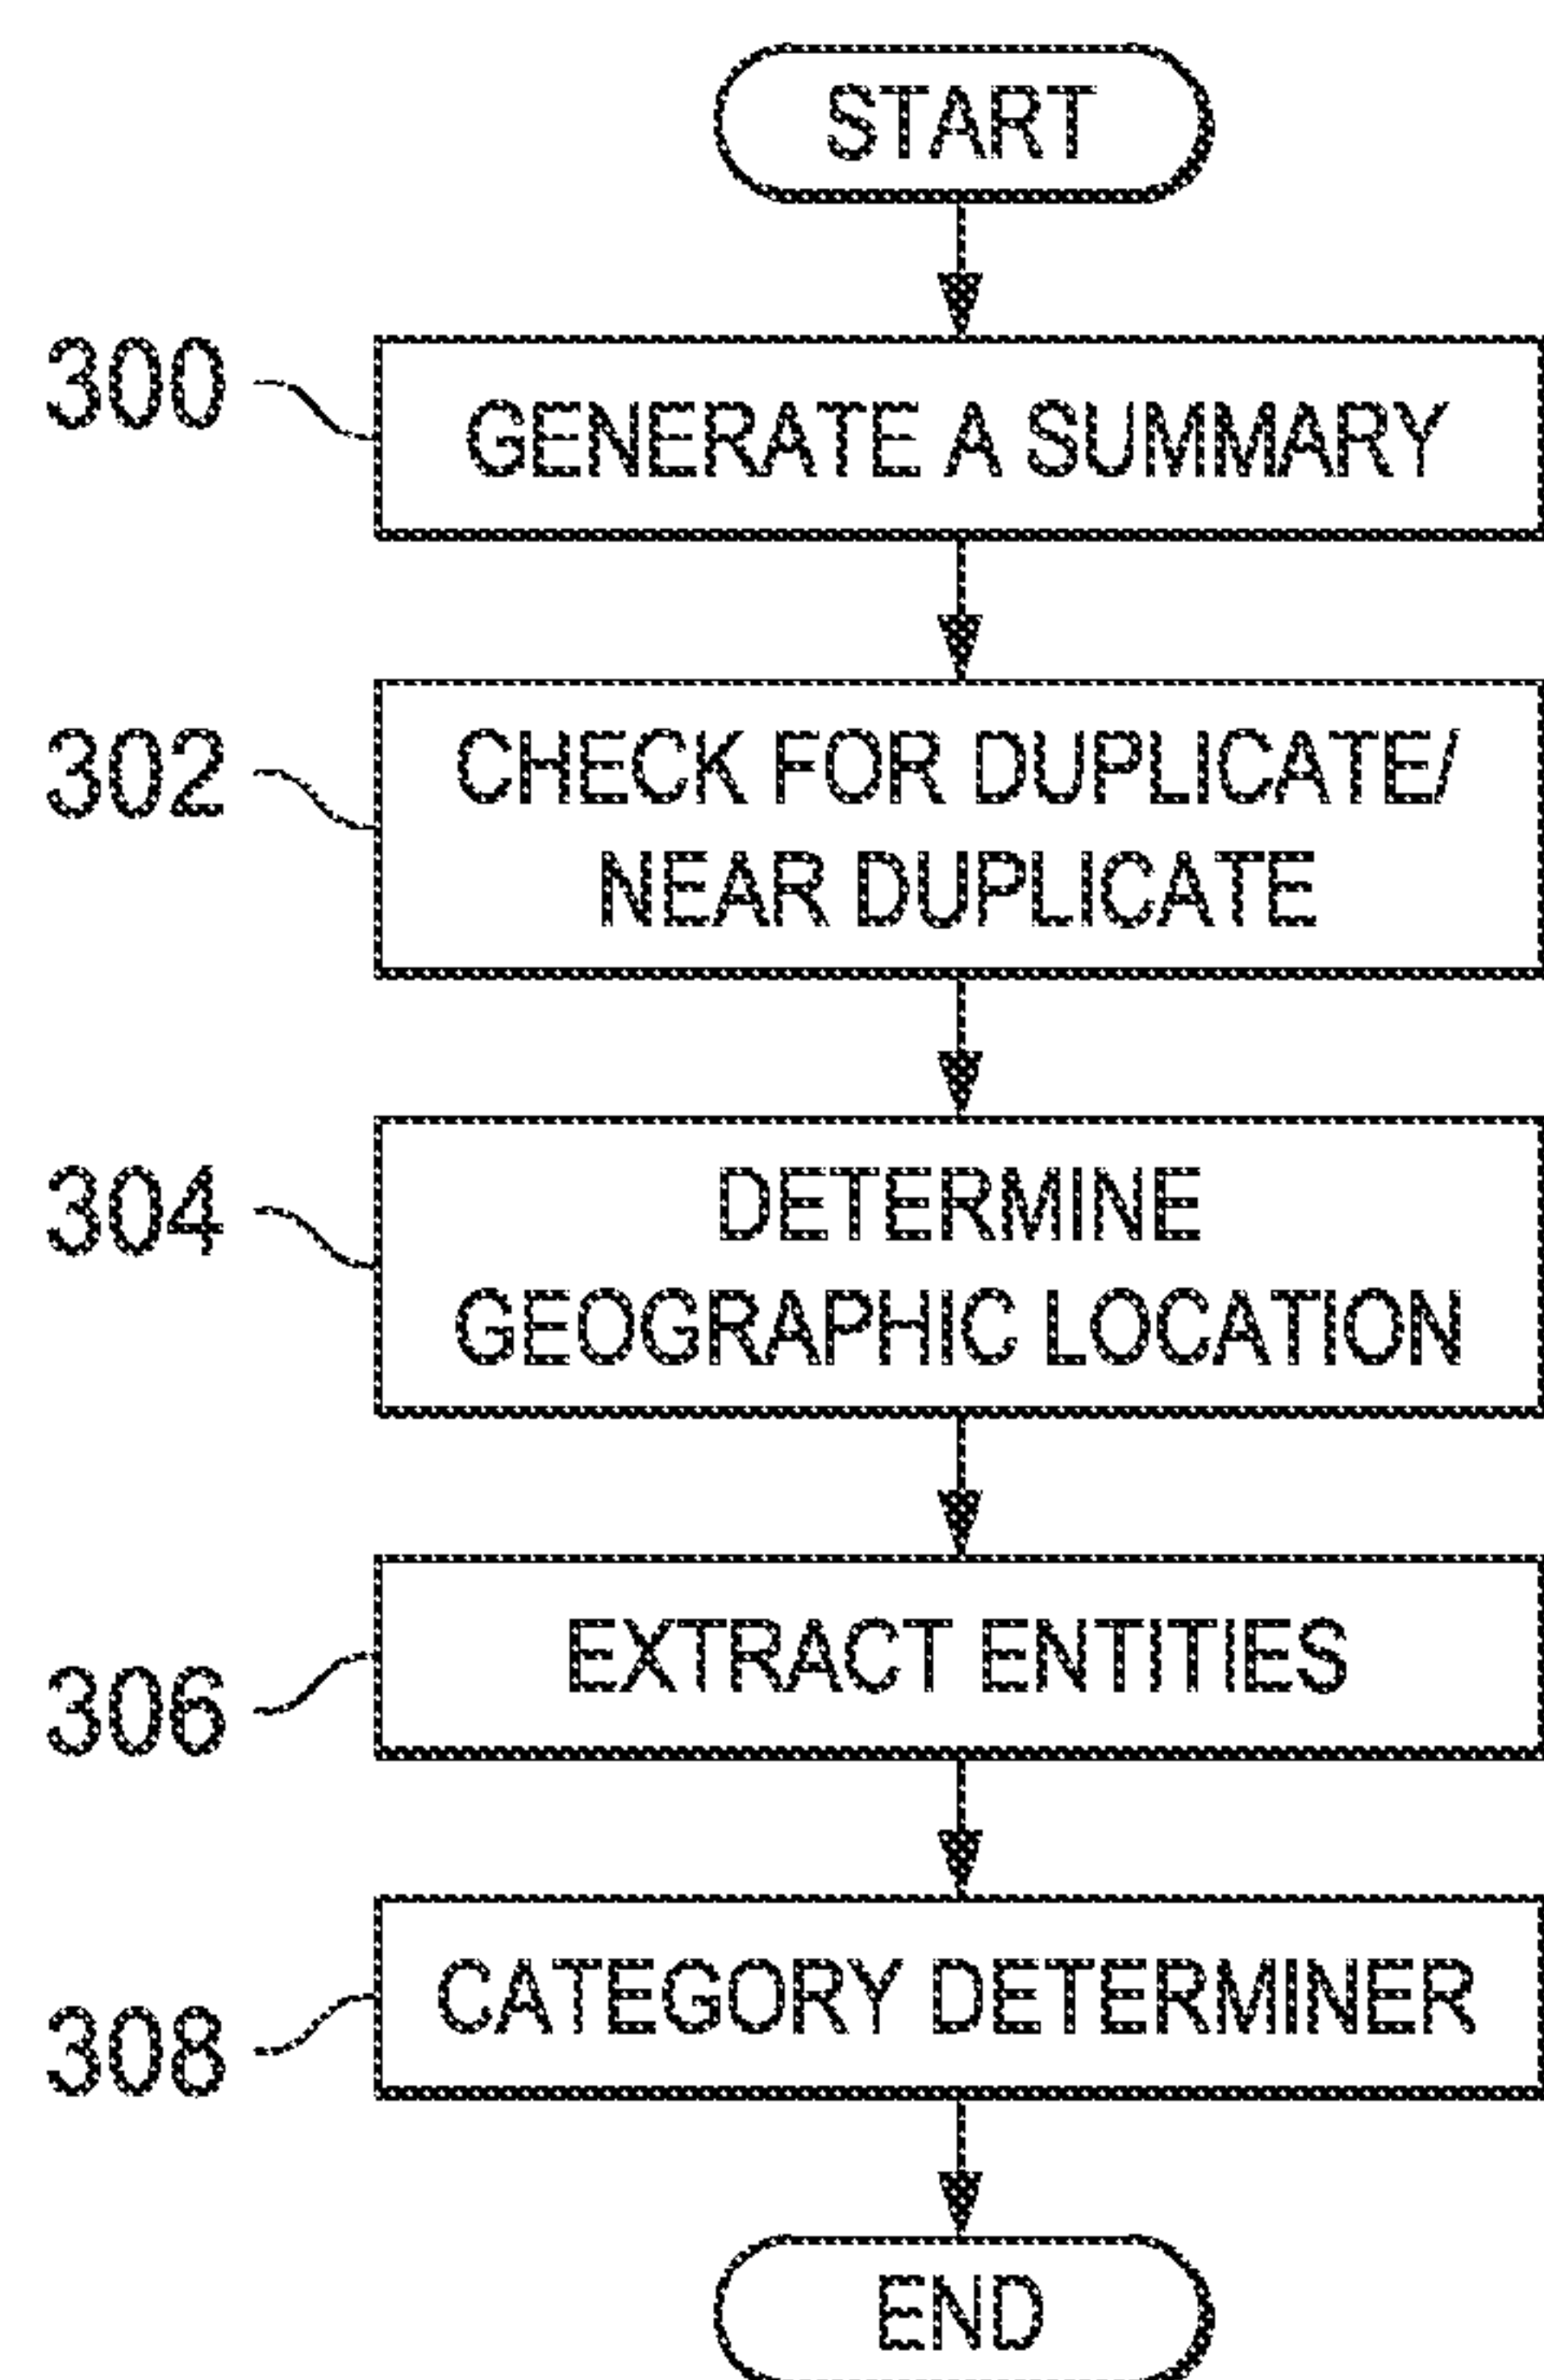 START
300
GENERATE A SUMMARY
302
CHECK FOR DUPLICATE/
NEAR DUPLICATE
304
DETERMINE
GEOGRAPHIC LOCATION
306
EXTRACT ENTITIES
308
CATEGORY DETERMINER
END